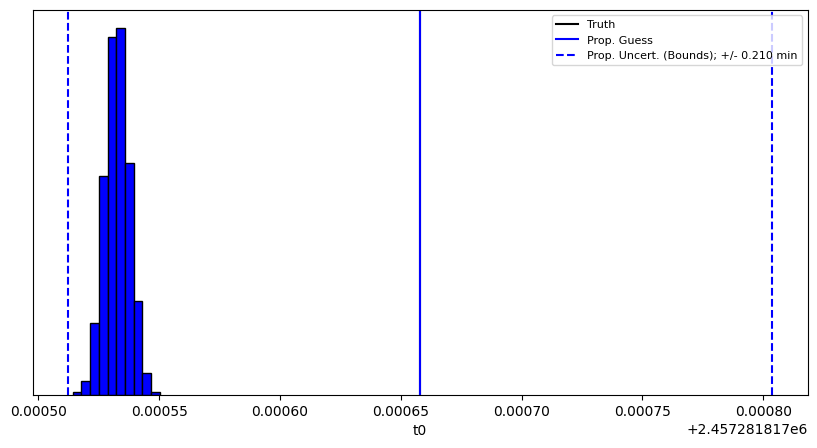 Truth
Prop. Guess
Prop. Uncert. (Bounds); +/- 0.210 min
0.00050 0.00055 0.00060 0.00065 0.00070 0.00075 0.00080
t0
+2.457281817e6